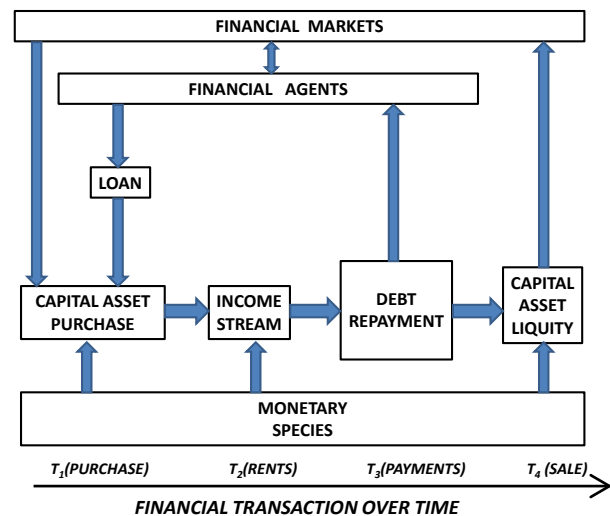 FINANCIAL MARKETS
FINANCIAL AGENTS
LOAN
CAPITAL ASSET
PURCHASE
INCOME
STREAM
DEBT
REPAYMENT
CAPITAL
ASSET
LIQUITY
MONETARY
SPECIES
T1(PURCHASE) T2(RENTS) T3(PAYMENTS) T4 (SALE)
FINANCIAL TRANSACTION OVER TIME